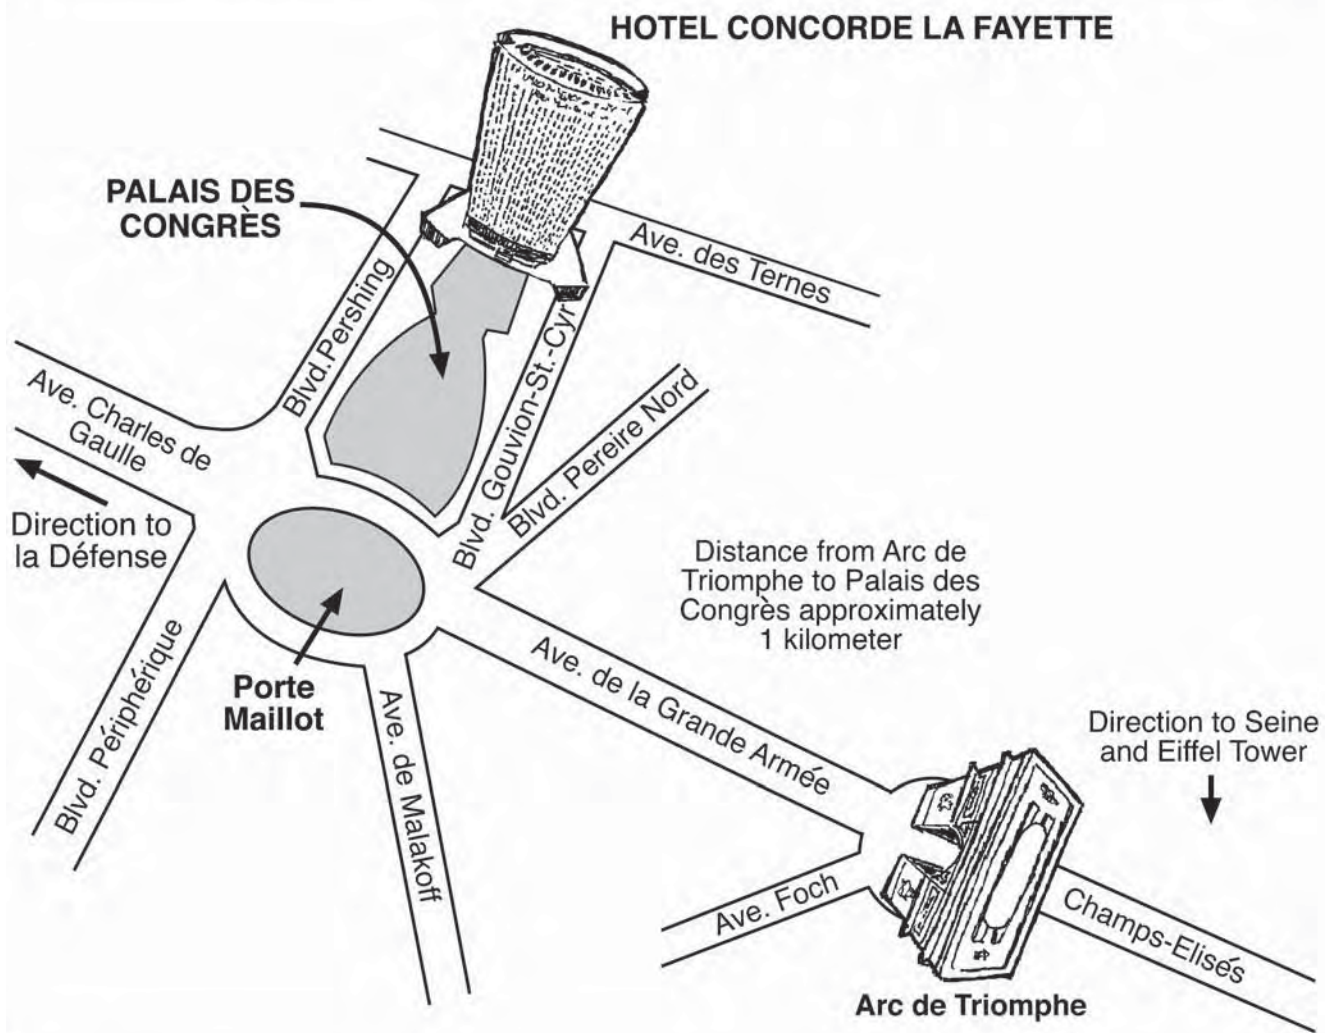 HOTEL CONCORDE LA FAYETTE
PALAIS DES
CONGRÈS
Ave. des Ternes
Blvd.Pershing
Blvd. Gouvion-St.-Cyr
Blvd. Pereire Nord
Ave. Charles de
Gaulle
Direction to
la Défense
Distance from Arc de
Triomphe to Palais des
Congrès approximately
1 kilometer
Porte
Maillot
Blvd. Périphérique
Ave. de Malakoff
Ave. de la Grande Armée
Direction to Seine
and Eiffel Tower
Ave. Foch
Champs-Elisés
Arc de Triomphe